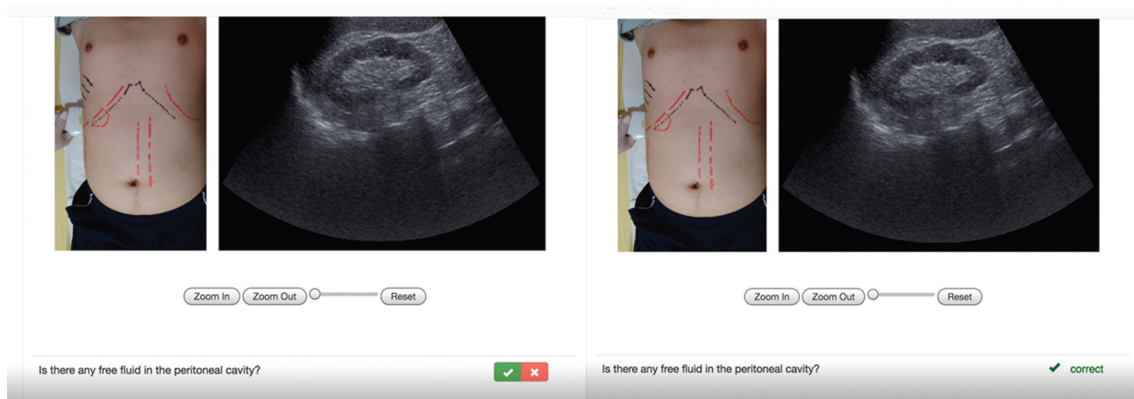 Zoom In
Zoom Out
Reset
Is there any free fluid in the peritoneal cavity?
Zoom In
Zoom Out
Reset
Is there any free fluid in the peritoneal cavity?
correct